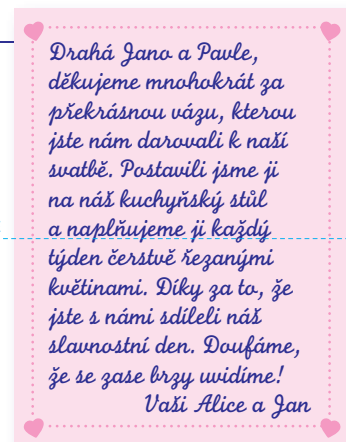 Drahá Jano a Pavle,
děkujeme mnohokrát za
překrásnou vázu, kterou
jste nám darovali k naší
svatbě. Postavili jsme ji
na náš kuchyňský stůl
a naplňujeme ji každý
týden čerstvě řezanými
květinami. Díky za to, že
jste s námi sdíleli náš
slavnostní den. Doufáme,
že se zase brzy uvidíme!
Vaši Alice a Jan